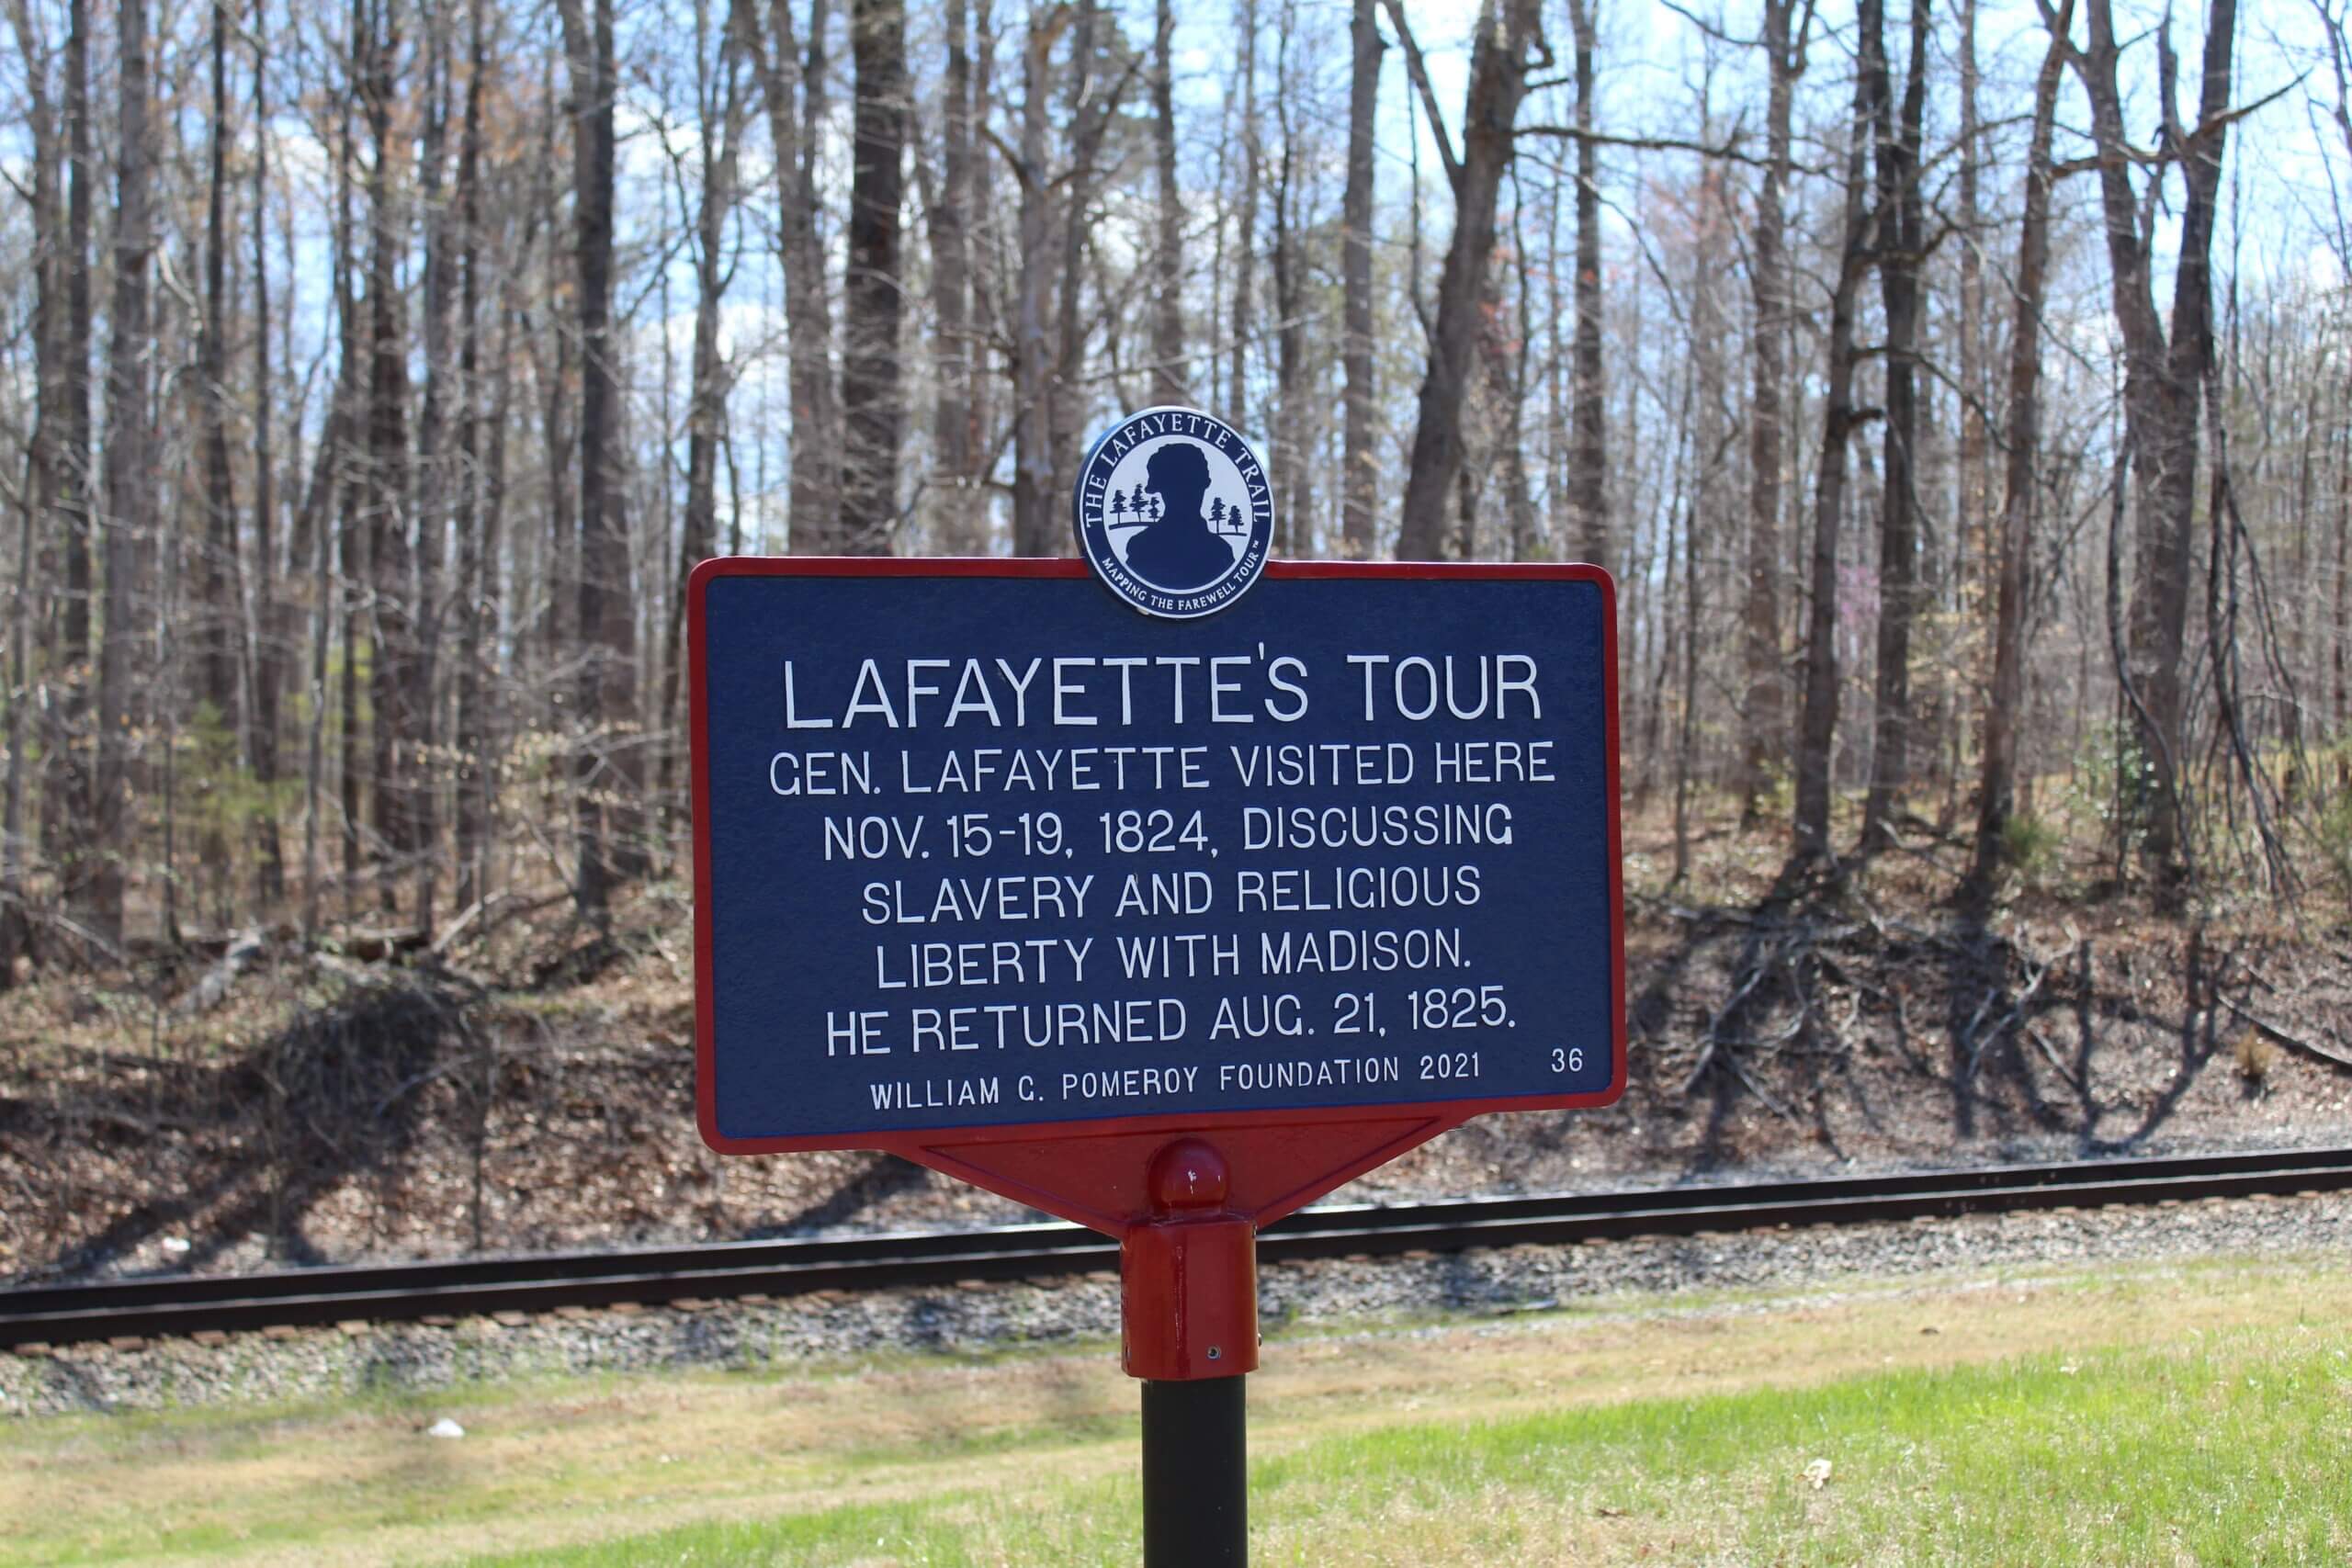 THE LAFAYETTE TRAIL
MAPPING THE FAREWELL TOUR™
LAFAYETTE'S TOUR
GEN. LAFAYETTE VISITED HERE
NOV. 15-19, 1824, DISCUSSING
SLAVERY AND RELIGIOUS
LIBERTY WITH MADISON.
HE RETURNED AUG. 21, 1825.
WILLIAM G. POMEROY FOUNDATION 2021 36